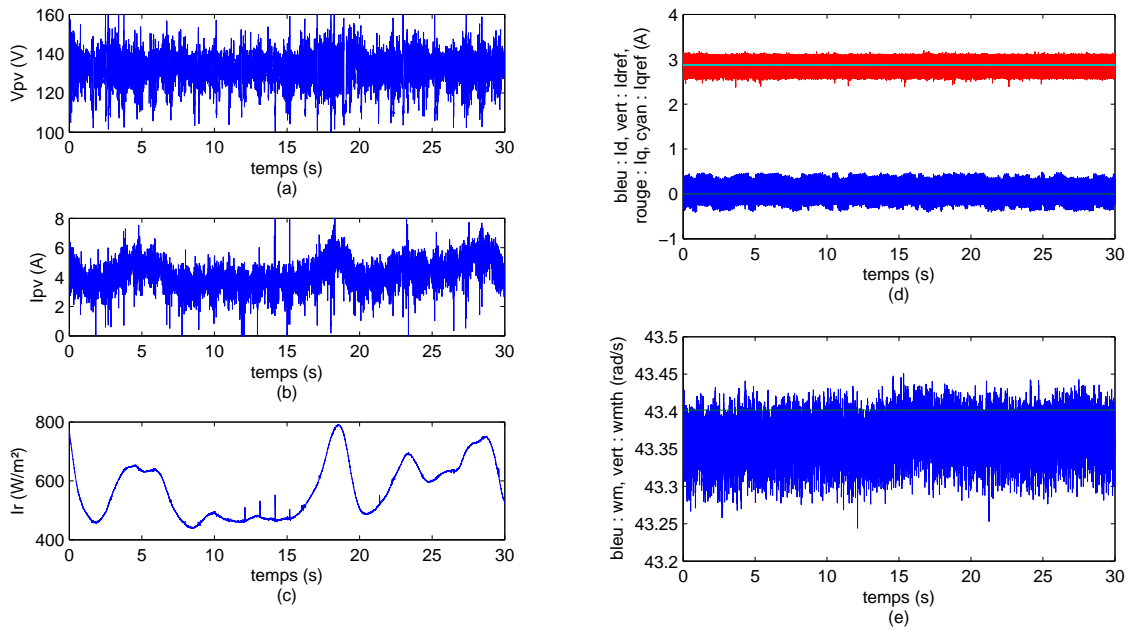 160
140
120
100
Vpv (V)
0 5 10 15 20 25 30
temps (s)
(a)
8
6
4
2
0
Ipv (A)
0 5 10 15 20 25 30
temps (s)
(b)
800
600
400
Ir (W/m²)
0 5 10 15 20 25 30
temps (s)
(c)
4
3
2
1
0
−1
bleu : Id, vert : Idref,
rouge : Iq, cyan : Iqref (A)
0 5 10 15 20 25 30
temps (s)
(d)
43.5
43.45
43.4
43.35
43.3
43.25
43.2
bleu : wm, vert : wmth (rad/s)
0 5 10 15 20 25 30
temps (s)
(e)